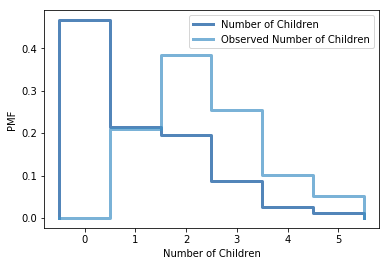 Number of Children
Observed Number of Children
0.4
0.3
0.2
0.1
0.0
PMF
0 1 2 3 4 5
Number of Children